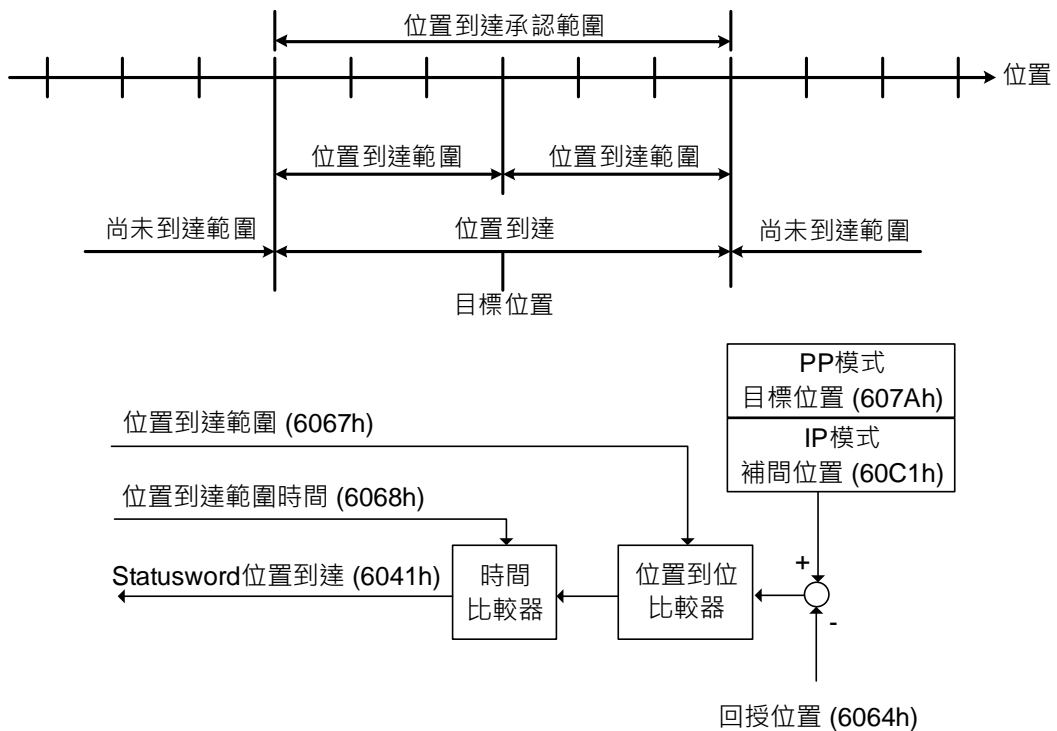 位置到達承認範圍
位置
位置到達範圍
位置到達範圍
尚未到達範圍
位置到達
尚未到達範圍
目標位置
PP模式
目標位置 (607Ah)
IP模式
補間位置 (60C1h)
位置到達範圍 (6067h)
位置到達範圍時間 (6068h)
Statusword位置到達 (6041h)
時間
比較器
位置到位
比較器
+
-
回授位置 (6064h)